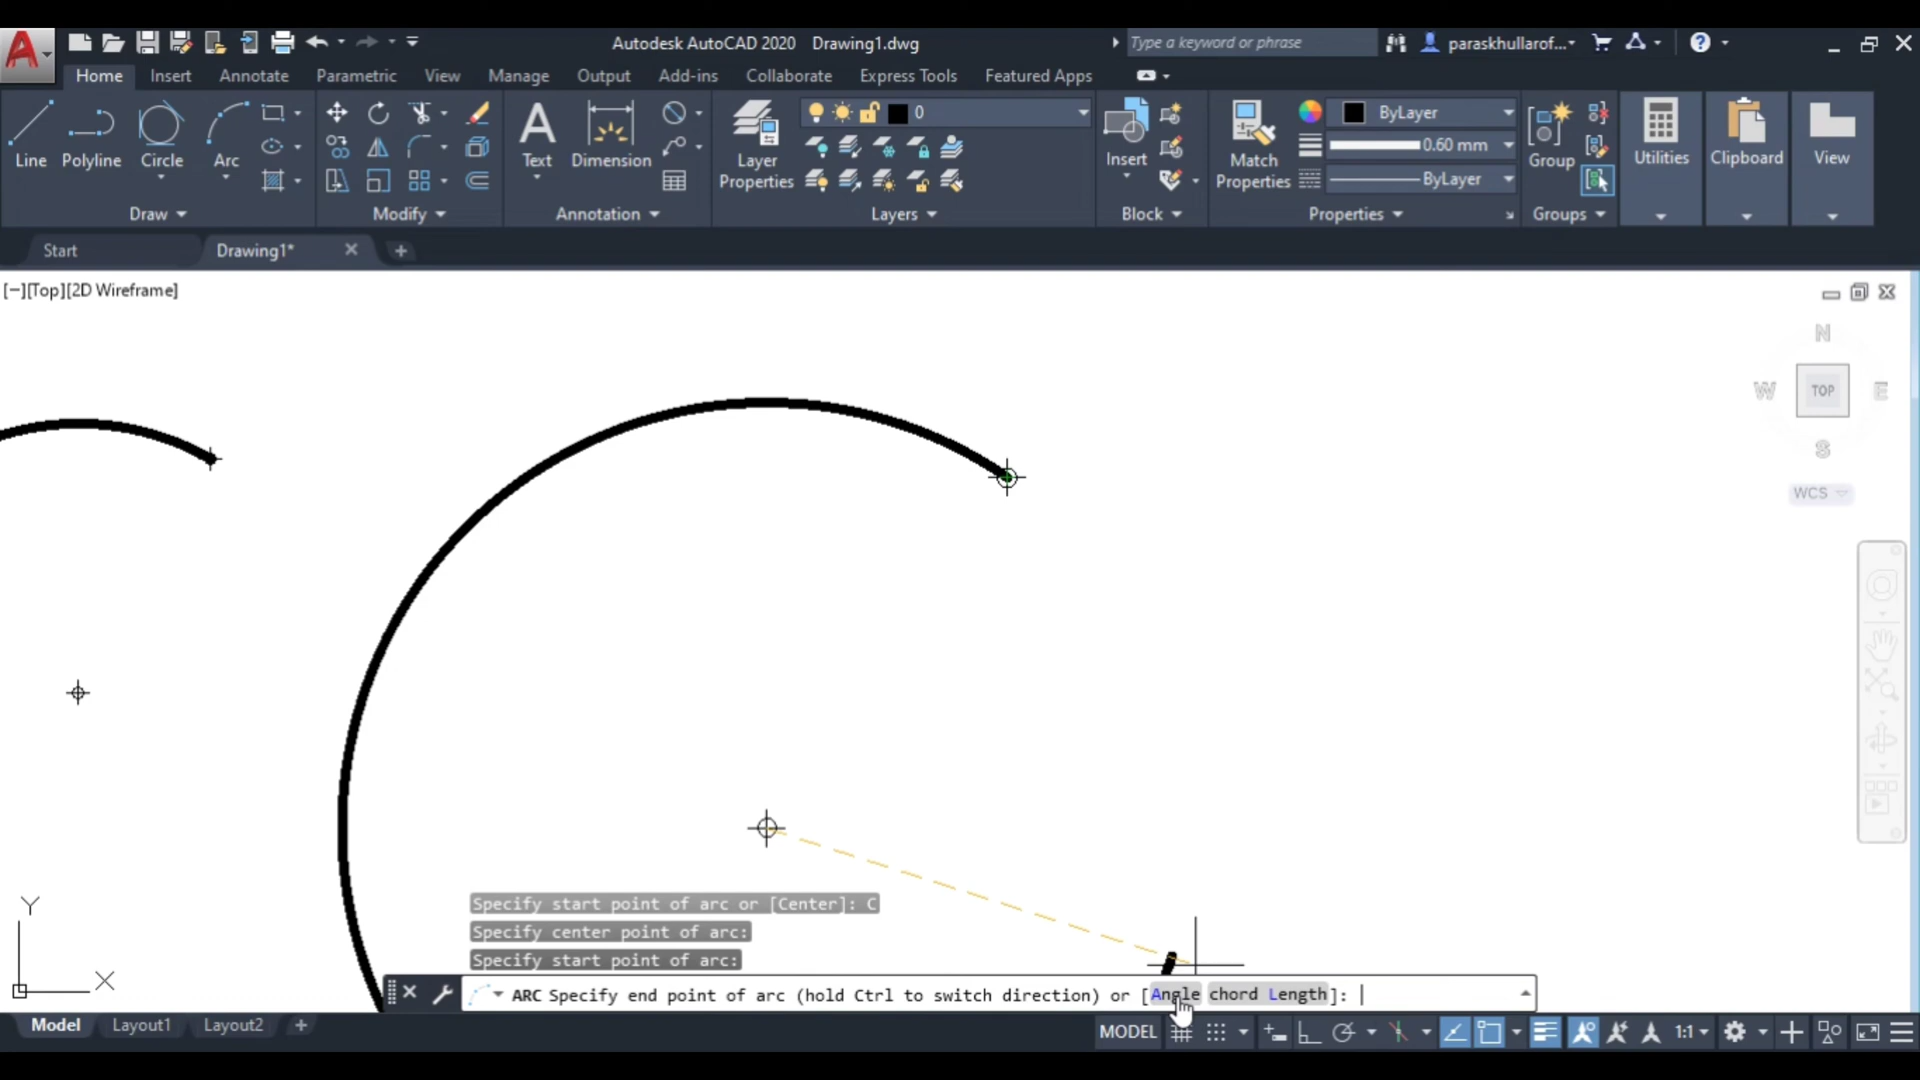 Autodesk AutoCAD 2020 Drawing1.dwg
Type a keyword or phrase
paraskhullarof...
Home Insert Annotate Parametric View Manage Output Add-ins Collaborate Express Tools Featured Apps
Line Polyline Circle Arc
Text Dimension
Layer Properties
0
Insert
Match Properties
ByLayer
0.60 mm
ByLayer
Group
Utilities
Clipboard
View
Draw Modify Annotation Layers Block Properties Groups
Start Drawing1*
[−][Top][2D Wireframe]
N
W TOP E
S
WCS
Y
X
Specify start point of arc or [Center]: C
Specify center point of arc:
Specify start point of arc:
ARC Specify end point of arc (hold Ctrl to switch direction) or [Angle chord Length]:
Model Layout1 Layout2
MODEL
1:1